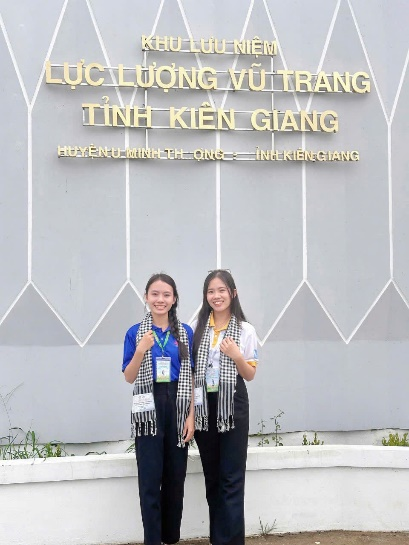 KHU LƯU NIỆM
LỰC LƯỢNG VŨ TRANG
TỈNH KIÊN GIANG
HUYỆN U MINH TH ỢNG : ỈNH KIÊN GIANG